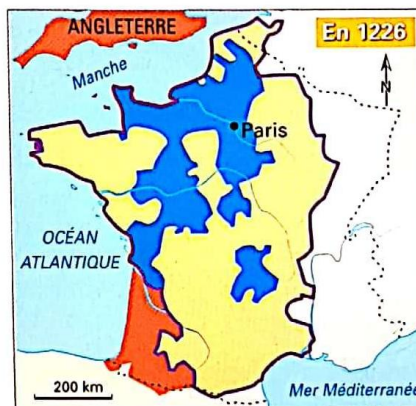 ANGLETERRE
En 1226
Manche
N
Paris
OCÉAN
ATLANTIQUE
200 km
Mer Méditerranée